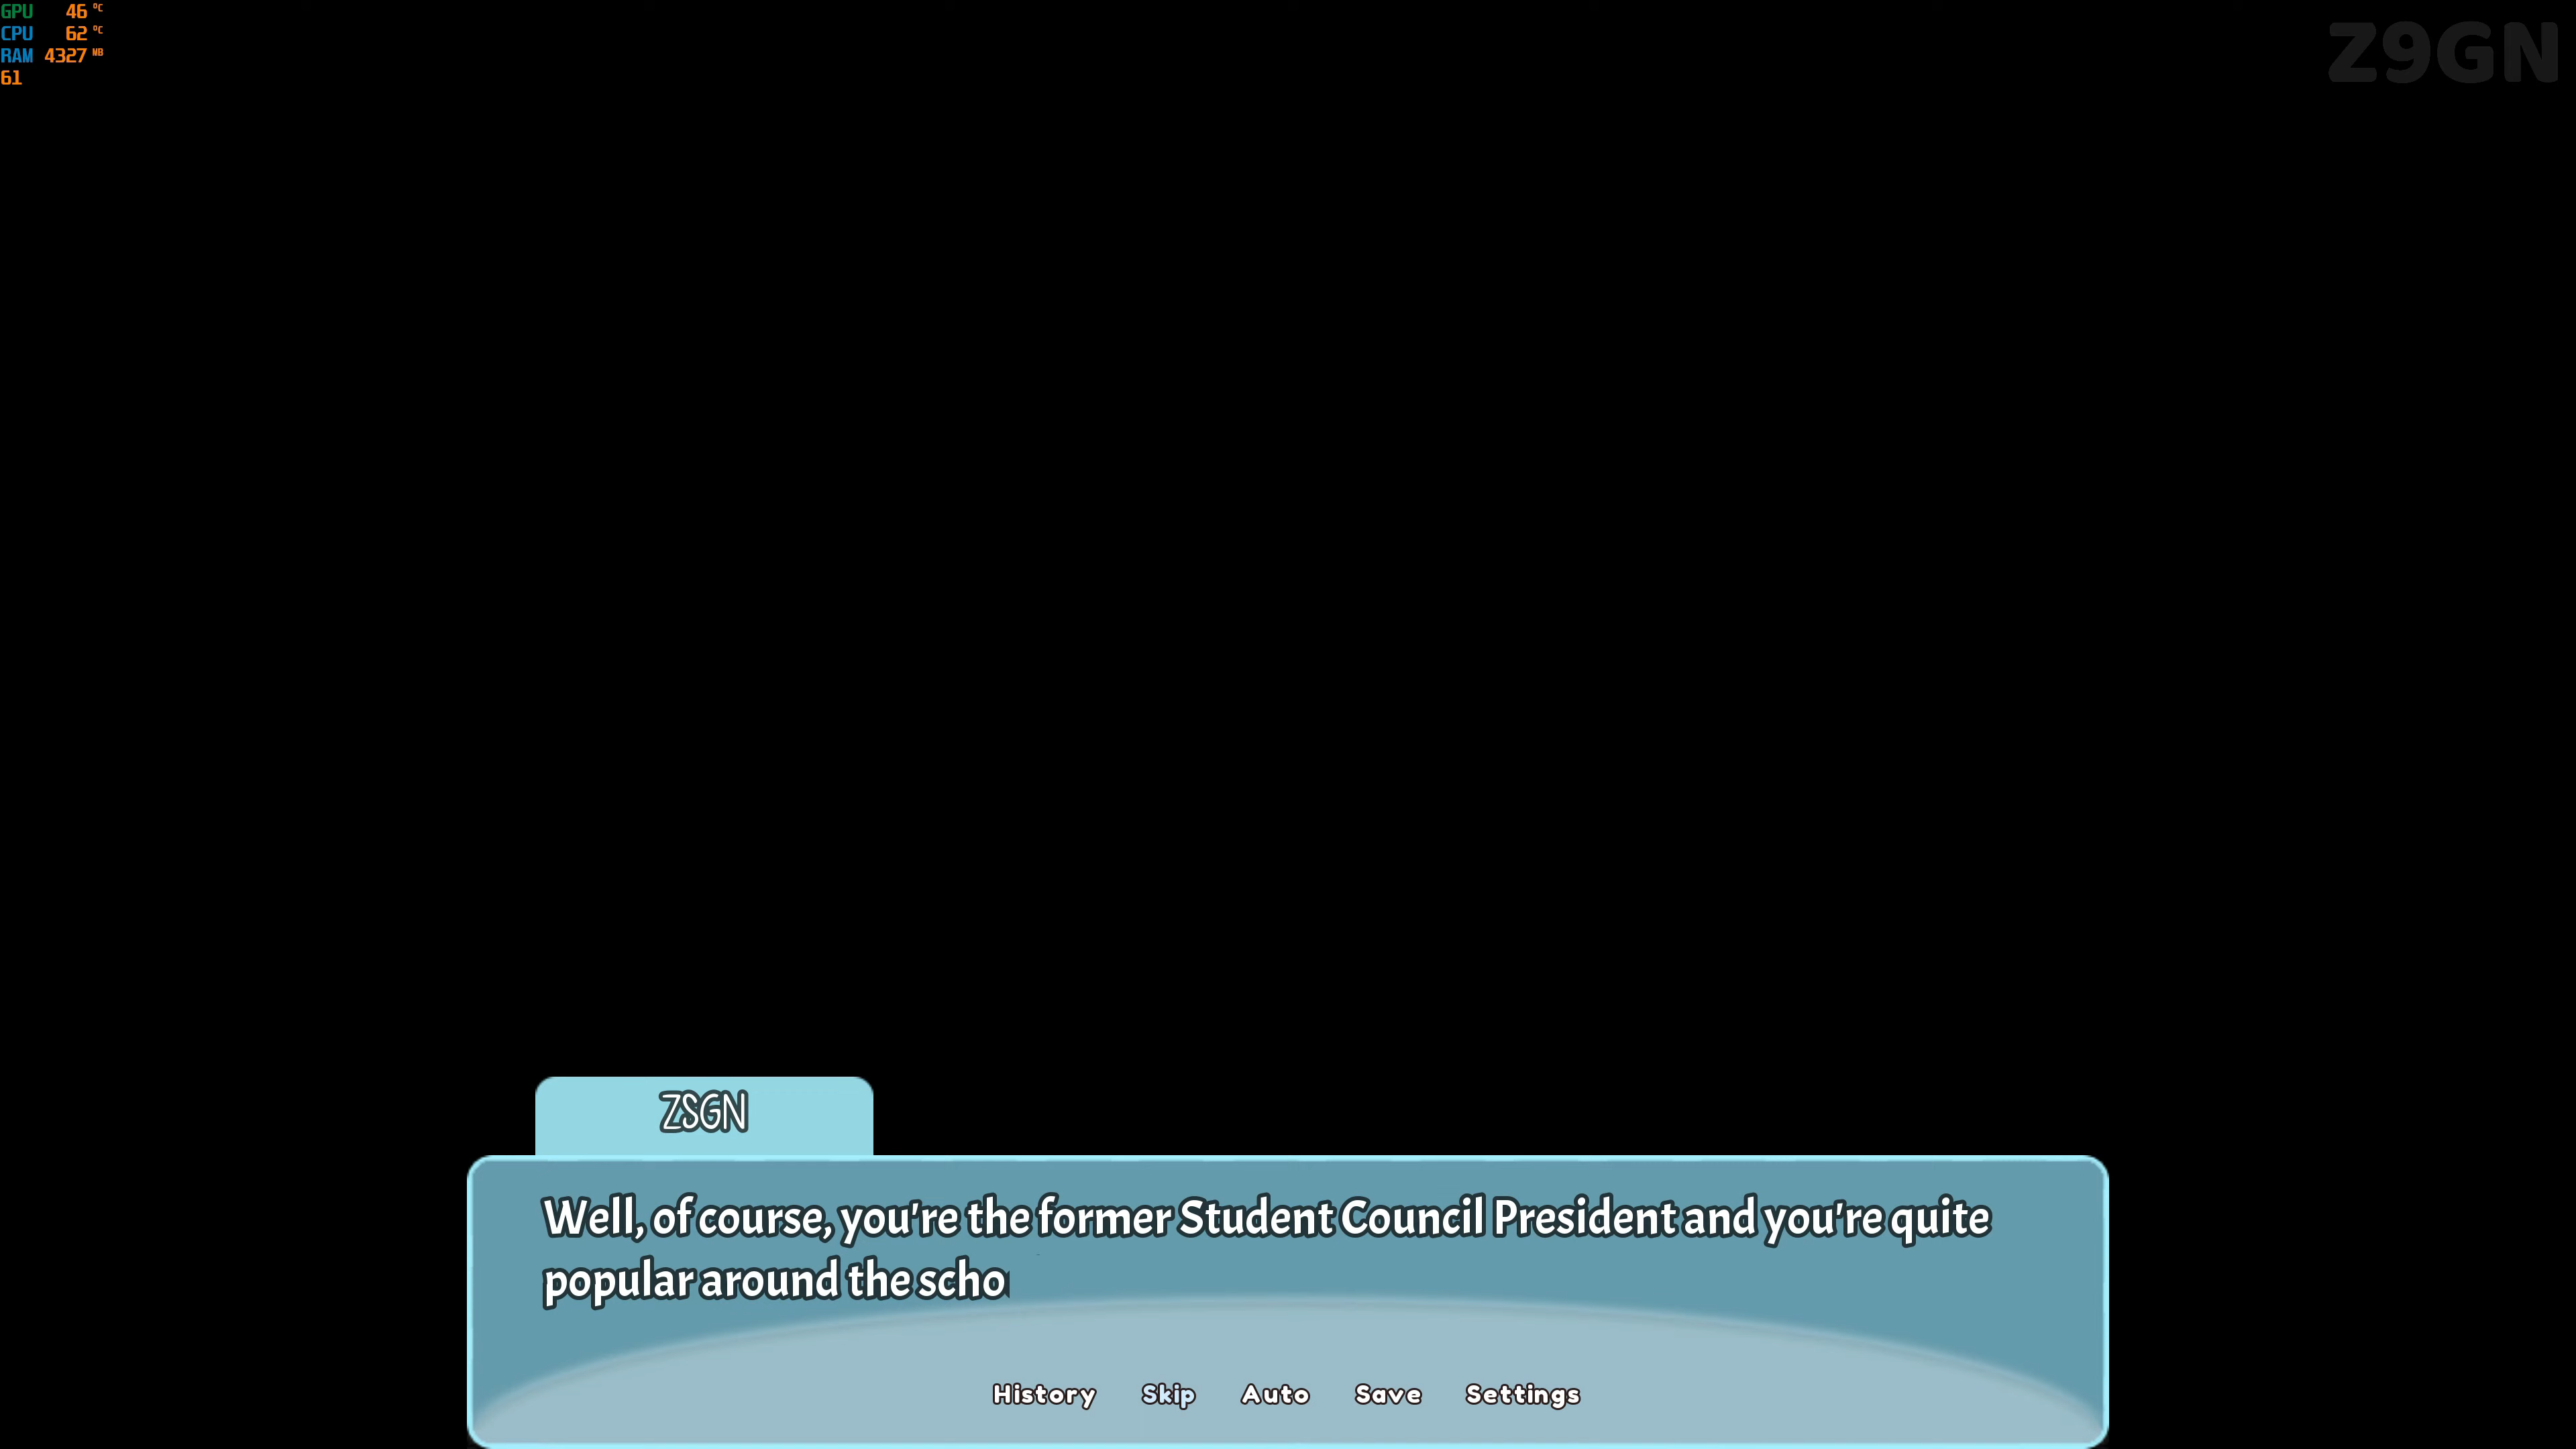 GPU 46 °C
CPU 62 °C
RAM 4327 MB
61
Z9GN
ZSGN
Well, of course, you're the former Student Council President and you're quite
popular around the scho
History Skip Auto Save Settings